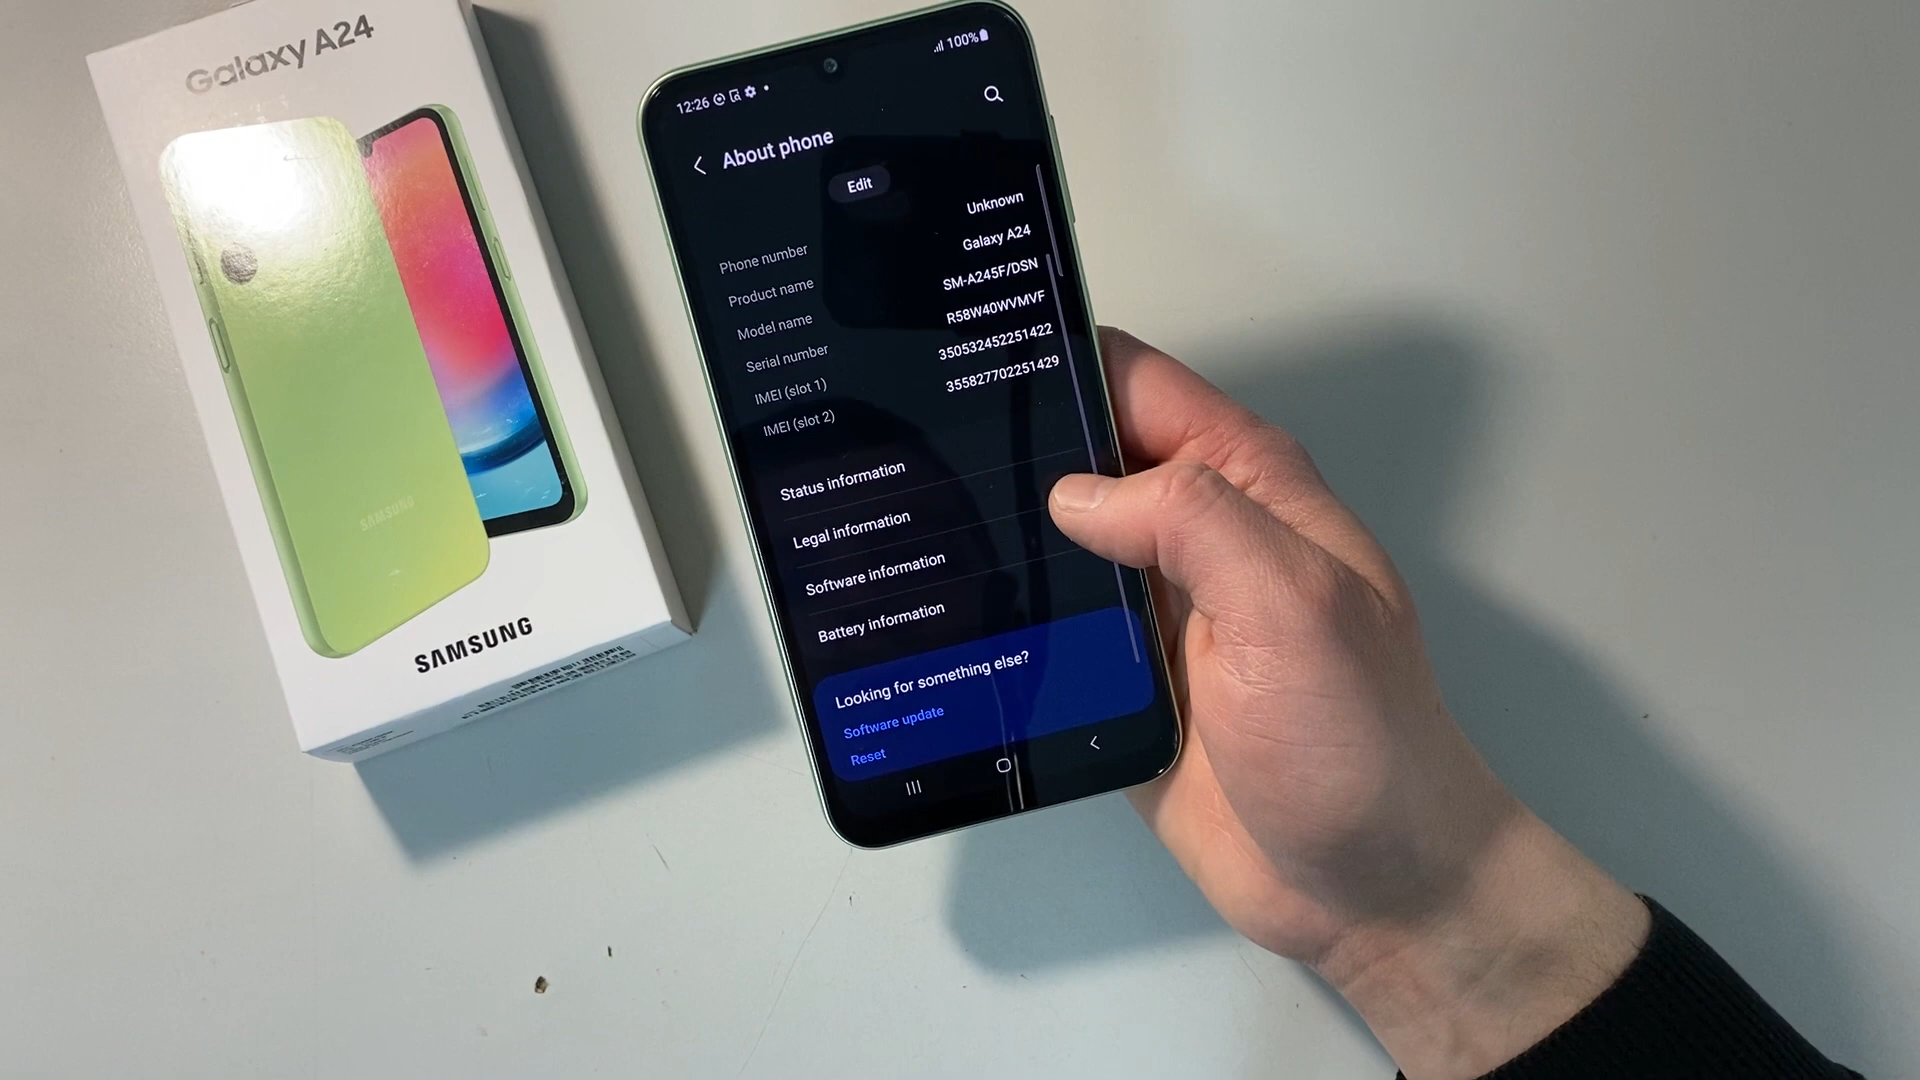 Galaxy A24
SAMSUNG
SAMSUNG
12:26
100%
About phone
Edit
Phone number Unknown
Product name Galaxy A24
Model name SM-A245F/DSN
Serial number R58W40WVMVF
IMEI (slot 1) 350532452251422
IMEI (slot 2) 355827702251429
Status information
Legal information
Software information
Battery information
Looking for something else?
Software update
Reset